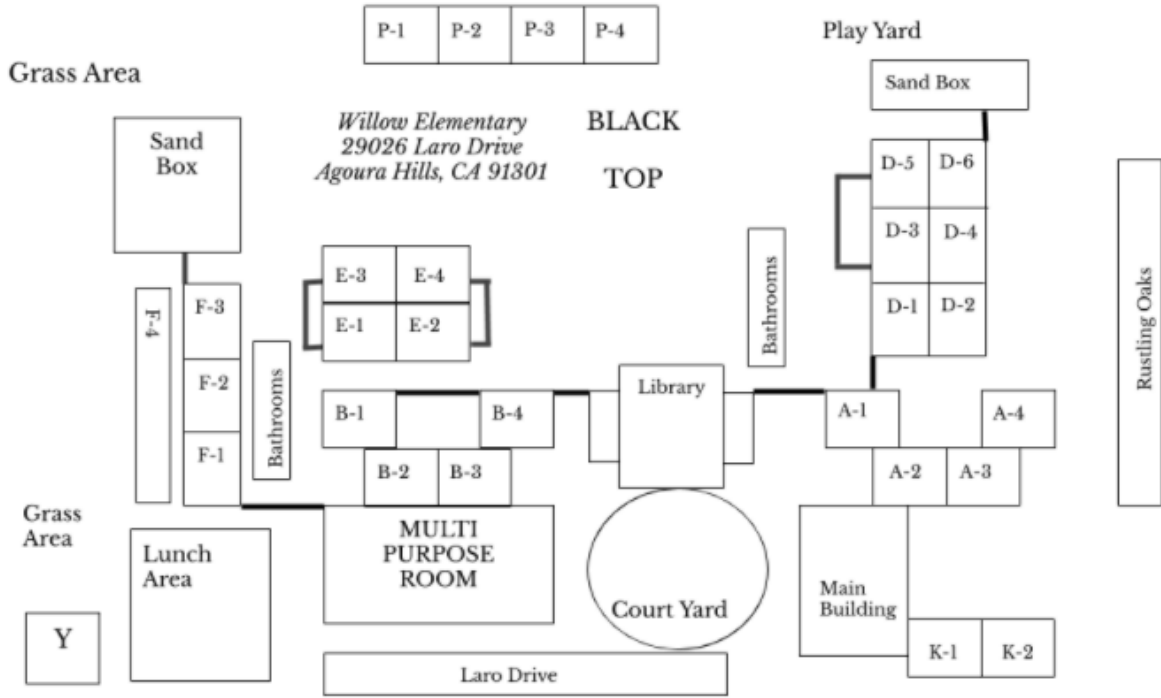 P-1 P-2 P-3 P-4
Play Yard
Grass Area
Sand Box
Sand
Box
Willow Elementary
29026 Laro Drive
Agoura Hills, CA 91301
BLACK
TOP
D-5 D-6
D-3 D-4
D-1 D-2
Rustling Oaks
Bathrooms
E-3 E-4
E-1 E-2
F-4
F-3
F-2
F-1
Bathrooms
Library
B-1 B-4
B-2 B-3
A-1 A-4
A-2 A-3
Grass
Area
Lunch
Area
MULTI
PURPOSE
ROOM
Court Yard
Main
Building
Y
K-1 K-2
Laro Drive